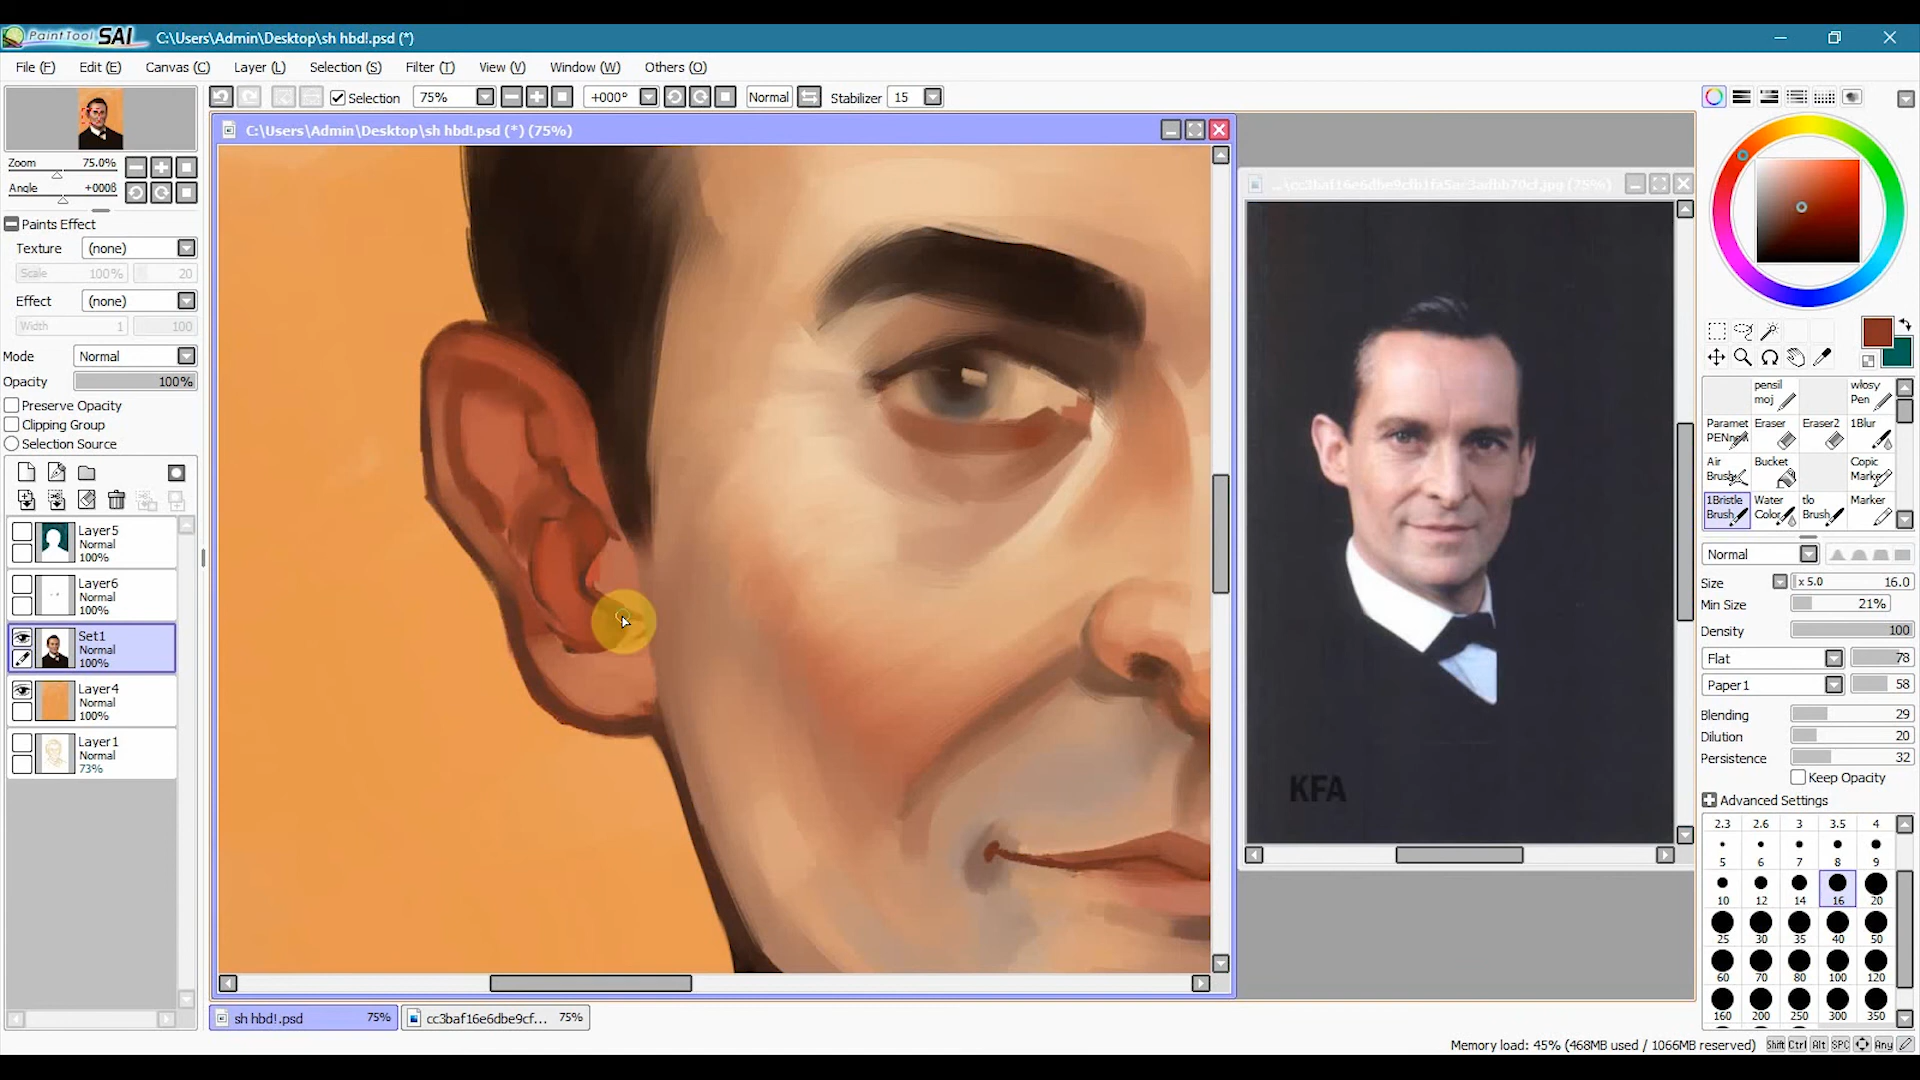 PaintTool SAI C:\Users\Admin\Desktop\sh hbd!.psd (*)
File (F) Edit (E) Canvas (C) Layer (L) Selection (S) Filter (T) View (V) Window (W) Others (O)
Selection 75% +000° Normal Stabilizer 15
C:\Users\Admin\Desktop\sh hbd!.psd (*) (75%)
Zoom 75.0%
Angle +000ß
Paints Effect
Texture (none)
Scale 100% 20
Effect (none)
Width 1 100
Mode Normal
Opacity 100%
Preserve Opacity
Clipping Group
Selection Source
Layer5
Normal
100%
Layer6
Normal
100%
Set1
Normal
100%
Layer4
Normal
100%
Layer1
Normal
73%
KFA
sh hbd!.psd 75% cc3baf16e6dbe9cf... 75%
pensil moj
włosy Pen
Paramet PENn
Eraser
Eraser2
1Blur
Air Brush
Bucket
Copic Marke
1Bristle Brush
Water Color
tlo Brush
Marker
Normal
Size x 5.0 16.0
Min Size 21%
Density 100
Flat 78
Paper1 58
Blending 29
Dilution 20
Persistence 32
Keep Opacity
Advanced Settings
2.3 2.6 3 3.5 4
5 6 7 8 9
10 12 14 16 20
25 30 35 40 50
60 70 80 100 120
160 200 250 300 350
Memory load: 45% (468MB used / 1066MB reserved) Shift Ctrl Alt SPC Any